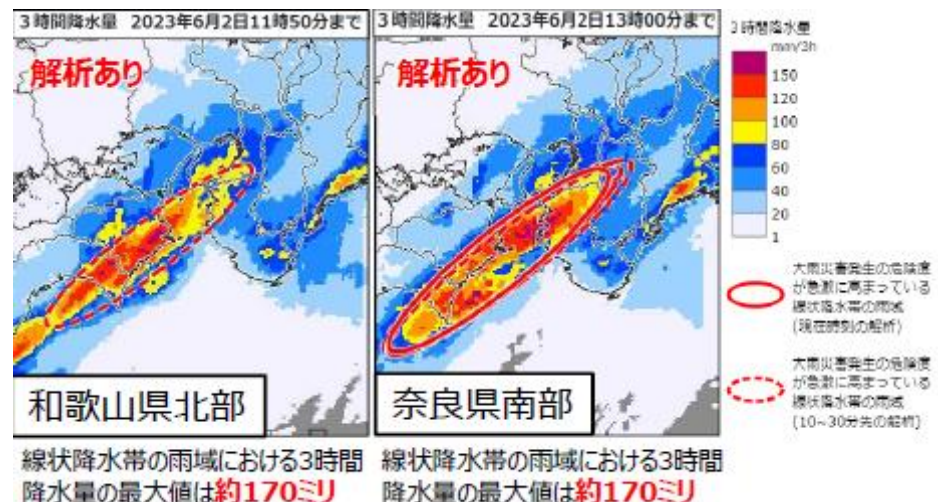 3時間降水量 2023年6月2日11時50分まで
解析あり
和歌山県北部
線状降水帯の雨域における3時間
降水量の最大値は約170ミリ
3時間降水量 2023年6月2日13時00分まで
解析あり
奈良県南部
線状降水帯の雨域における3時間
降水量の最大値は約170ミリ
3時間降水量
mm/3h
150
120
100
80
60
40
20
1
大雨災害発生の危険度
が急激に高まっている
線状降水帯の雨域
(現在時刻の解析)
大雨災害発生の危険度
が急激に高まっている
線状降水帯の雨域
(10~30分先の解析)